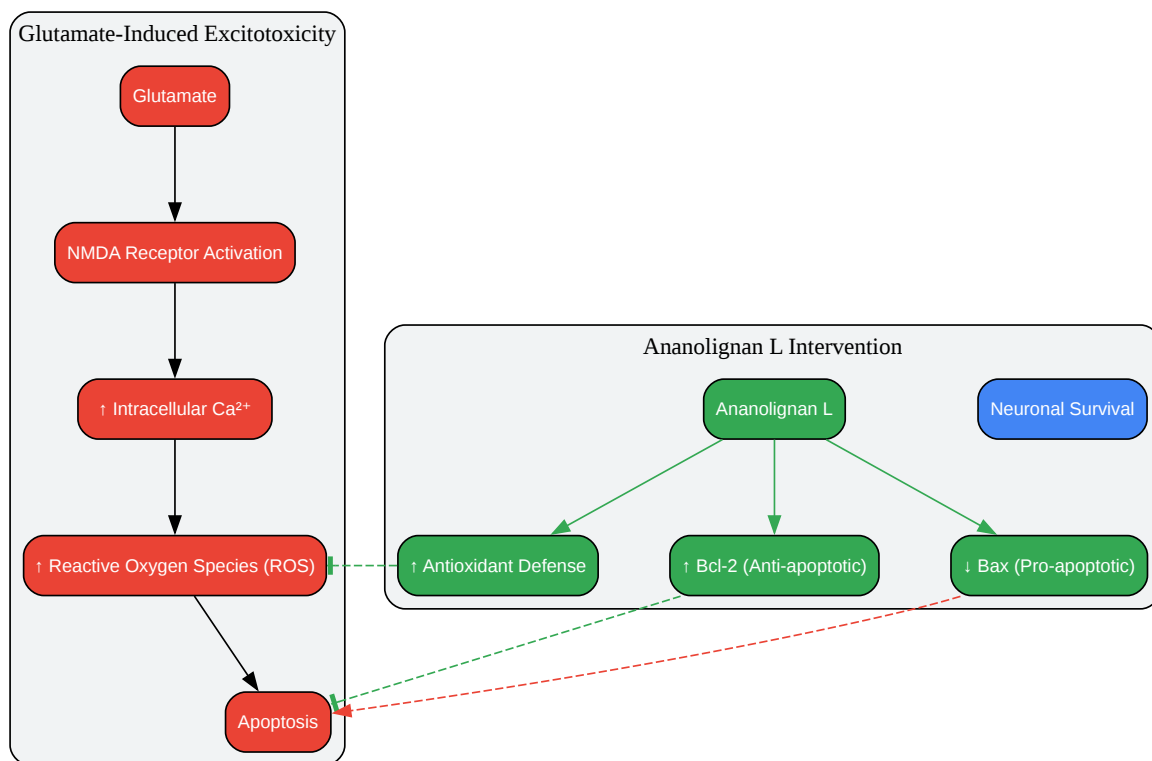 Glutamate-Induced Excitotoxicity
Glutamate
NMDA Receptor Activation
↑ Intracellular Ca²⁺
↑ Reactive Oxygen Species (ROS)
Apoptosis
Ananolignan L Intervention
Ananolignan L
Neuronal Survival
↑ Antioxidant Defense
↑ Bcl-2 (Anti-apoptotic)
↓ Bax (Pro-apoptotic)